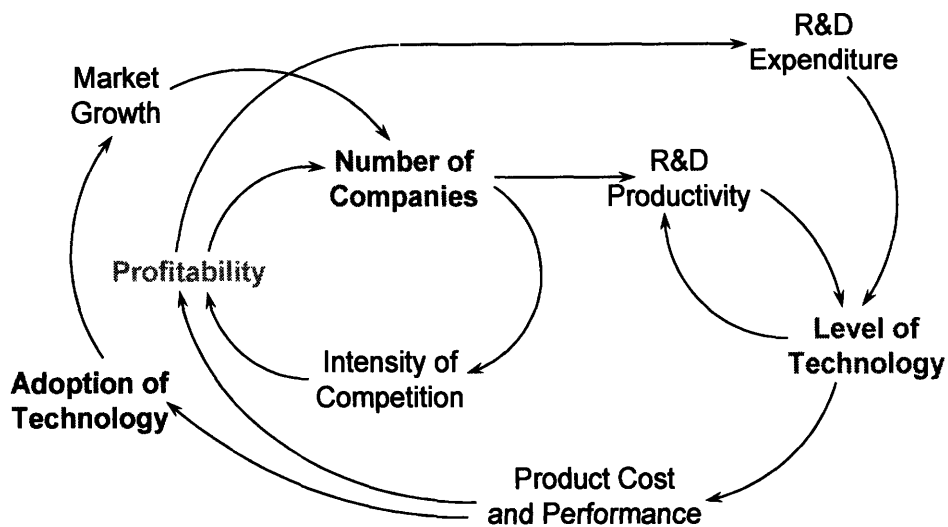 R&D
Expenditure
Market
Growth
Number of
Companies
R&D
Productivity
Profitability
Level of
Technology
Intensity of
Competition
Adoption of
Technology
Product Cost
and Performance